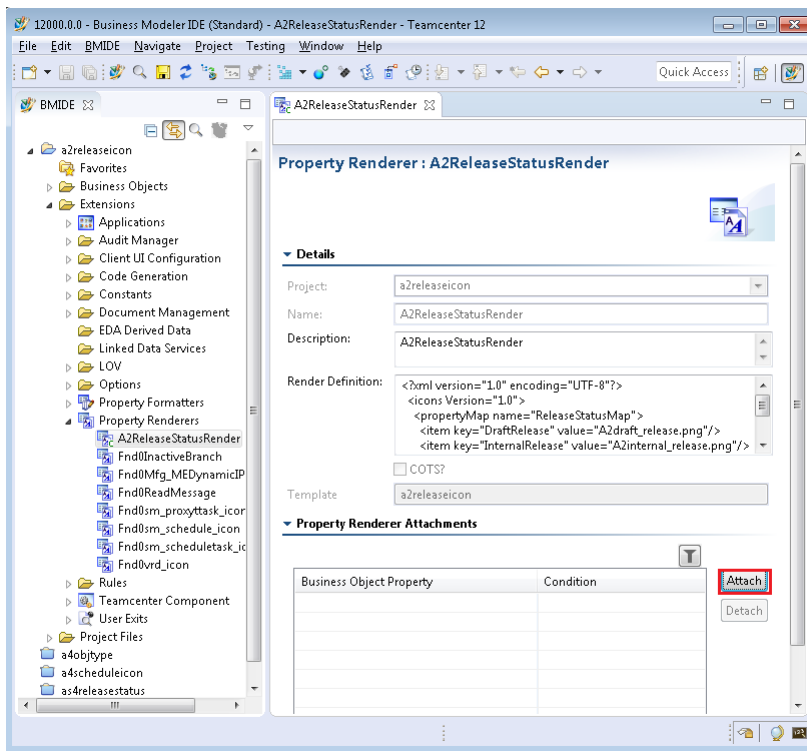 12000.0.0 - Business Modeler IDE (Standard) - A2ReleaseStatusRender - Teamcenter 12
File Edit BMIDE Navigate Project Testing Window Help
Quick Access
BMIDE
a2releaseicon
Favorites
Business Objects
Extensions
Applications
Audit Manager
Client UI Configuration
Code Generation
Constants
Document Management
EDA Derived Data
Linked Data Services
LOV
Options
Property Formatters
Property Renderers
A2ReleaseStatusRender
Fnd0InactiveBranch
Fnd0Mfg_MEDynamicIP
Fnd0ReadMessage
Fnd0sm_proxyttask_icor
Fnd0sm_schedule_icon
Fnd0sm_scheduletask_ic
Fnd0vrd_icon
Rules
Teamcenter Component
User Exits
Project Files
a4objtype
a4scheduleicon
as4releasestatus
A2ReleaseStatusRender
Property Renderer : A2ReleaseStatusRender
Details
Project: a2releaseicon
Name: A2ReleaseStatusRender
Description: A2ReleaseStatusRender
Render Definition: <?xml version="1.0" encoding="UTF-8"?>
<icons Version="1.0">
<propertyMap name="ReleaseStatusMap">
<item key="DraftRelease" value="A2draft_release.png"/>
<item key="InternalRelease" value="A2internal_release.png"/>
COTS?
Template a2releaseicon
Property Renderer Attachments
Business Object Property Condition
Attach
Detach